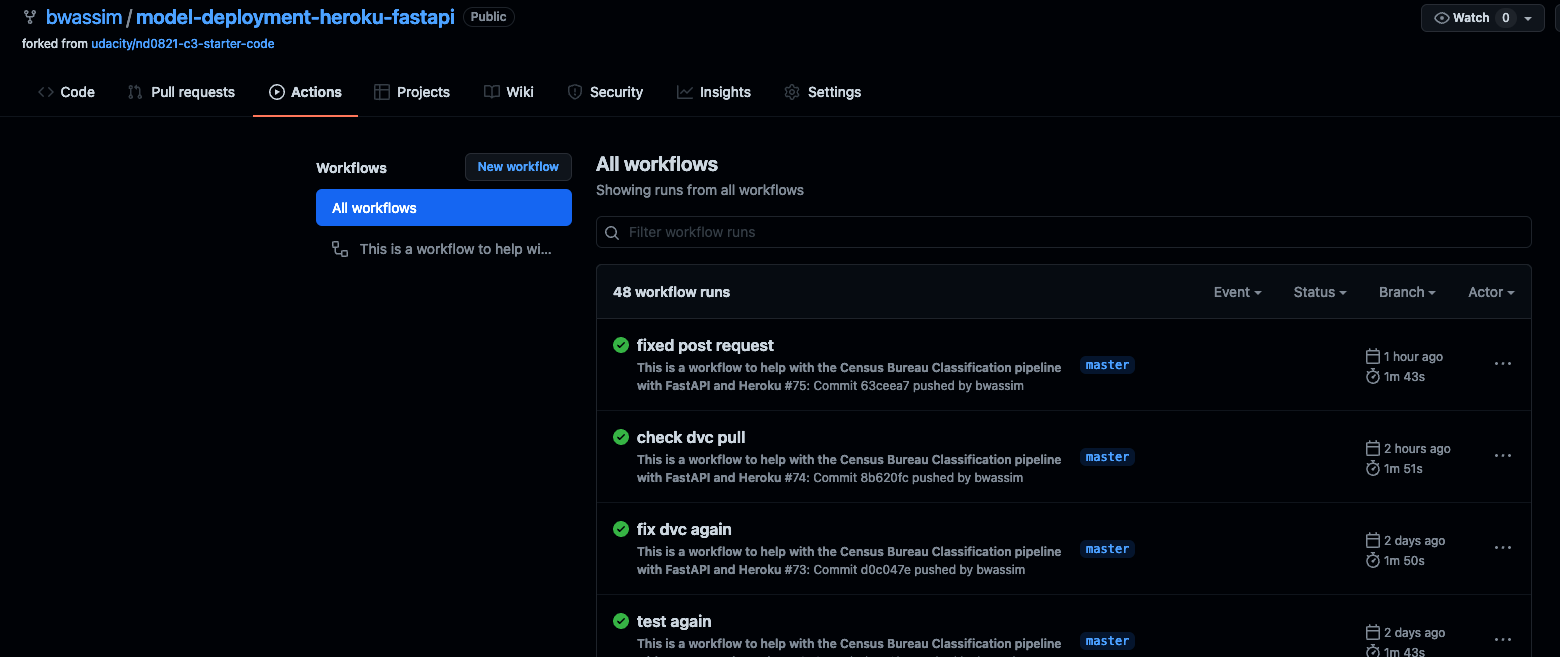 bwassim / model-deployment-heroku-fastapi Public
Watch 0
forked from udacity/nd0821-c3-starter-code
Code Pull requests Actions Projects Wiki Security Insights Settings
Workflows New workflow
All workflows
This is a workflow to help wi...
All workflows
Showing runs from all workflows
Filter workflow runs
48 workflow runs Event Status Branch Actor
fixed post request
This is a workflow to help with the Census Bureau Classification pipeline
with FastAPI and Heroku #75: Commit 63ceea7 pushed by bwassim
master
1 hour ago
1m 43s
check dvc pull
This is a workflow to help with the Census Bureau Classification pipeline
with FastAPI and Heroku #74: Commit 8b620fc pushed by bwassim
master
2 hours ago
1m 51s
fix dvc again
This is a workflow to help with the Census Bureau Classification pipeline
with FastAPI and Heroku #73: Commit d0c047e pushed by bwassim
master
2 days ago
1m 50s
test again
This is a workflow to help with the Census Bureau Classification pipeline
master
2 days ago
1m 43s